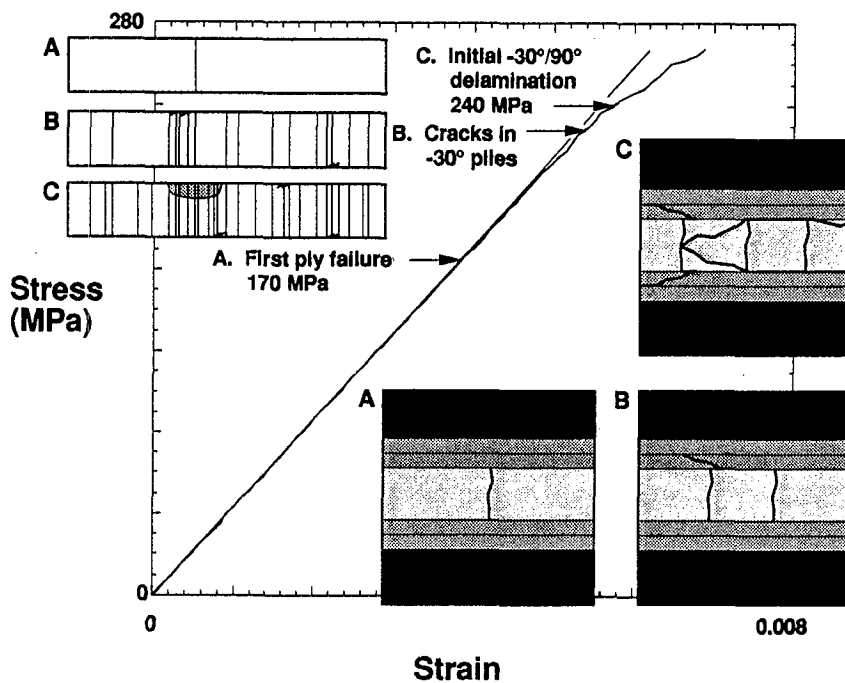 280
A
B
C
C. Initial -30°/90°
delamination
240 MPa
B. Cracks in
-30° piles
A. First ply failure
170 MPa
Stress
(MPa)
C
A
B
0
0
0.008
Strain